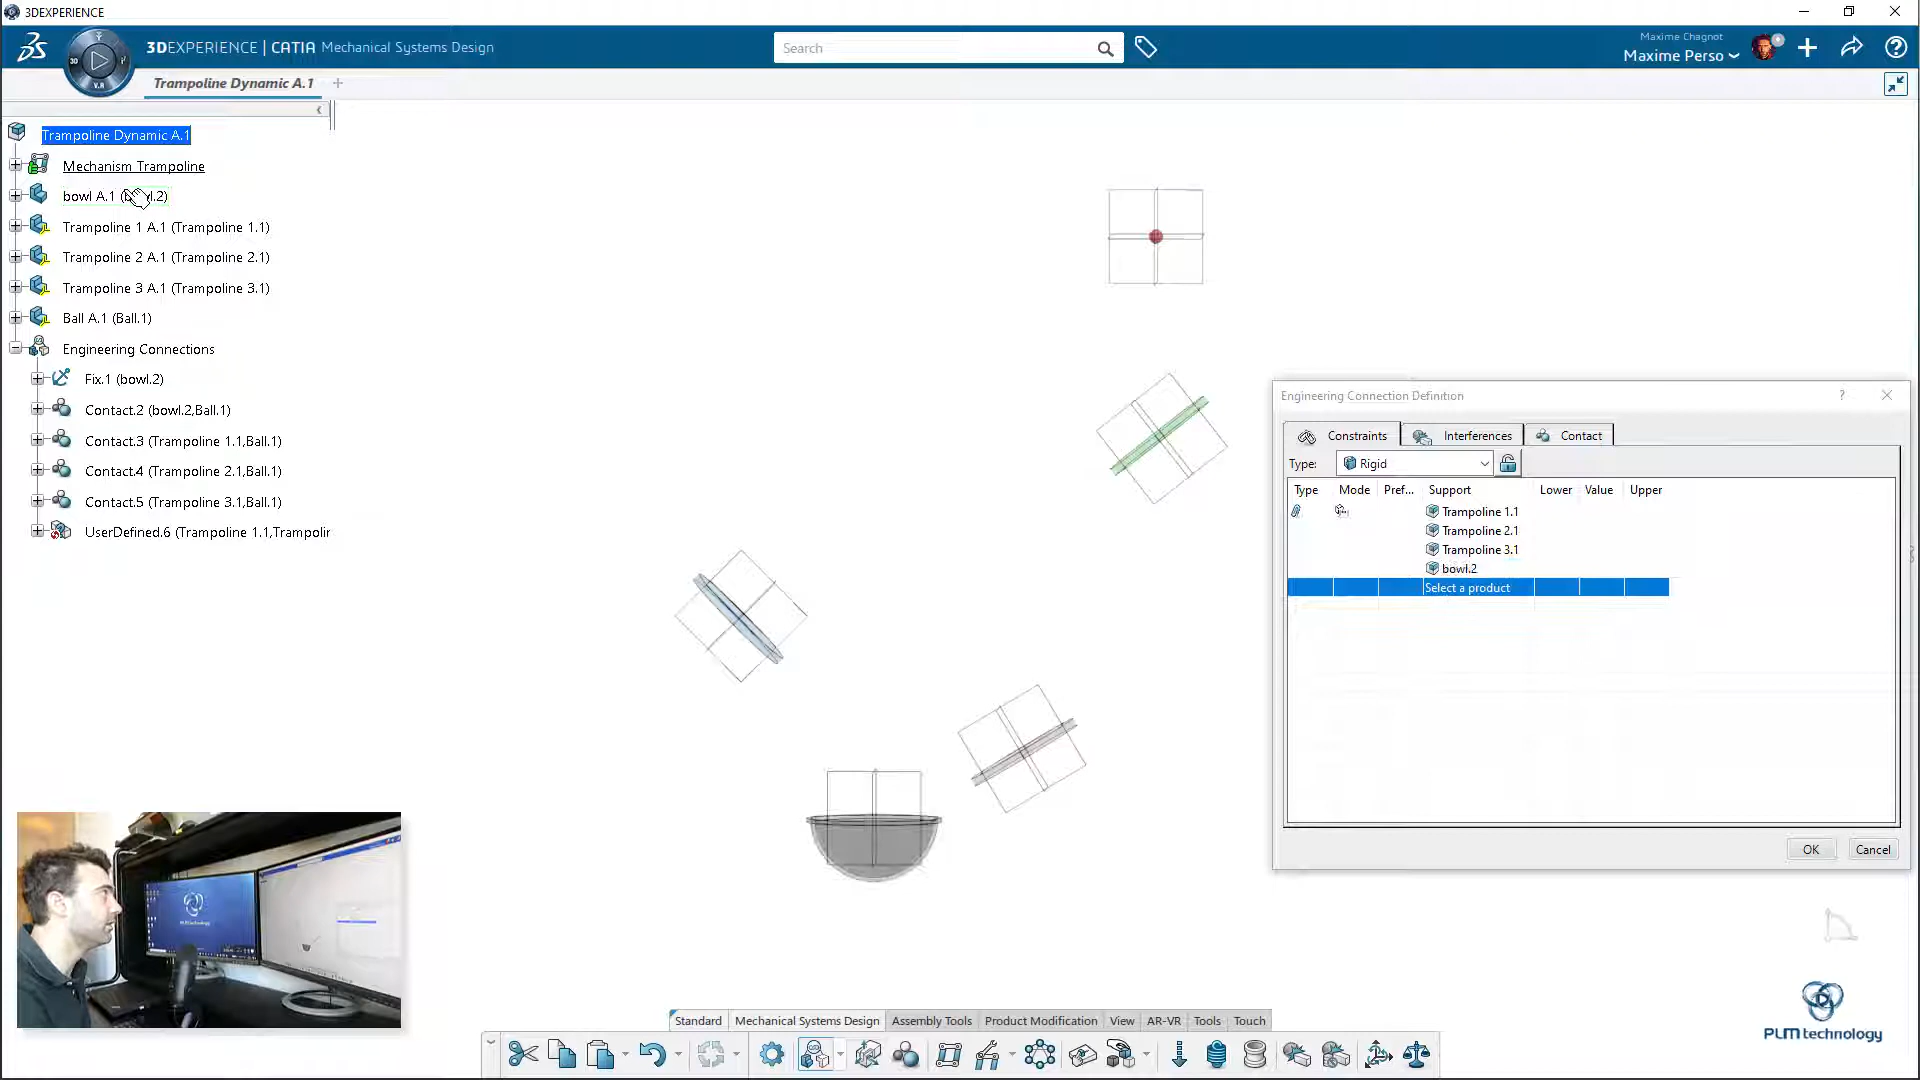 3DEXPERIENCE
3DEXPERIENCE | CATIA Mechanical Systems Design
Search
Maxime Chagnot
Maxime Perso
3D
V.R
Trampoline Dynamic A.1
Trampoline Dynamic A.1
Mechanism Trampoline
bowl A.1 (bowl.2)
Trampoline 1 A.1 (Trampoline 1.1)
Trampoline 2 A.1 (Trampoline 2.1)
Trampoline 3 A.1 (Trampoline 3.1)
Ball A.1 (Ball.1)
Engineering Connections
Fix.1 (bowl.2)
Contact.2 (bowl.2,Ball.1)
Contact.3 (Trampoline 1.1,Ball.1)
Contact.4 (Trampoline 2.1,Ball.1)
Contact.5 (Trampoline 3.1,Ball.1)
UserDefined.6 (Trampoline 1.1,Trampolir
Engineering Connection Definition
Constraints Interferences Contact
Type: Rigid
Type Mode Pref... Support Lower Value Upper
Trampoline 1.1
Trampoline 2.1
Trampoline 3.1
bowl.2
Select a product
OK Cancel
PLM technology
PLM technology
Standard Mechanical Systems Design Assembly Tools Product Modification View AR-VR Tools Touch